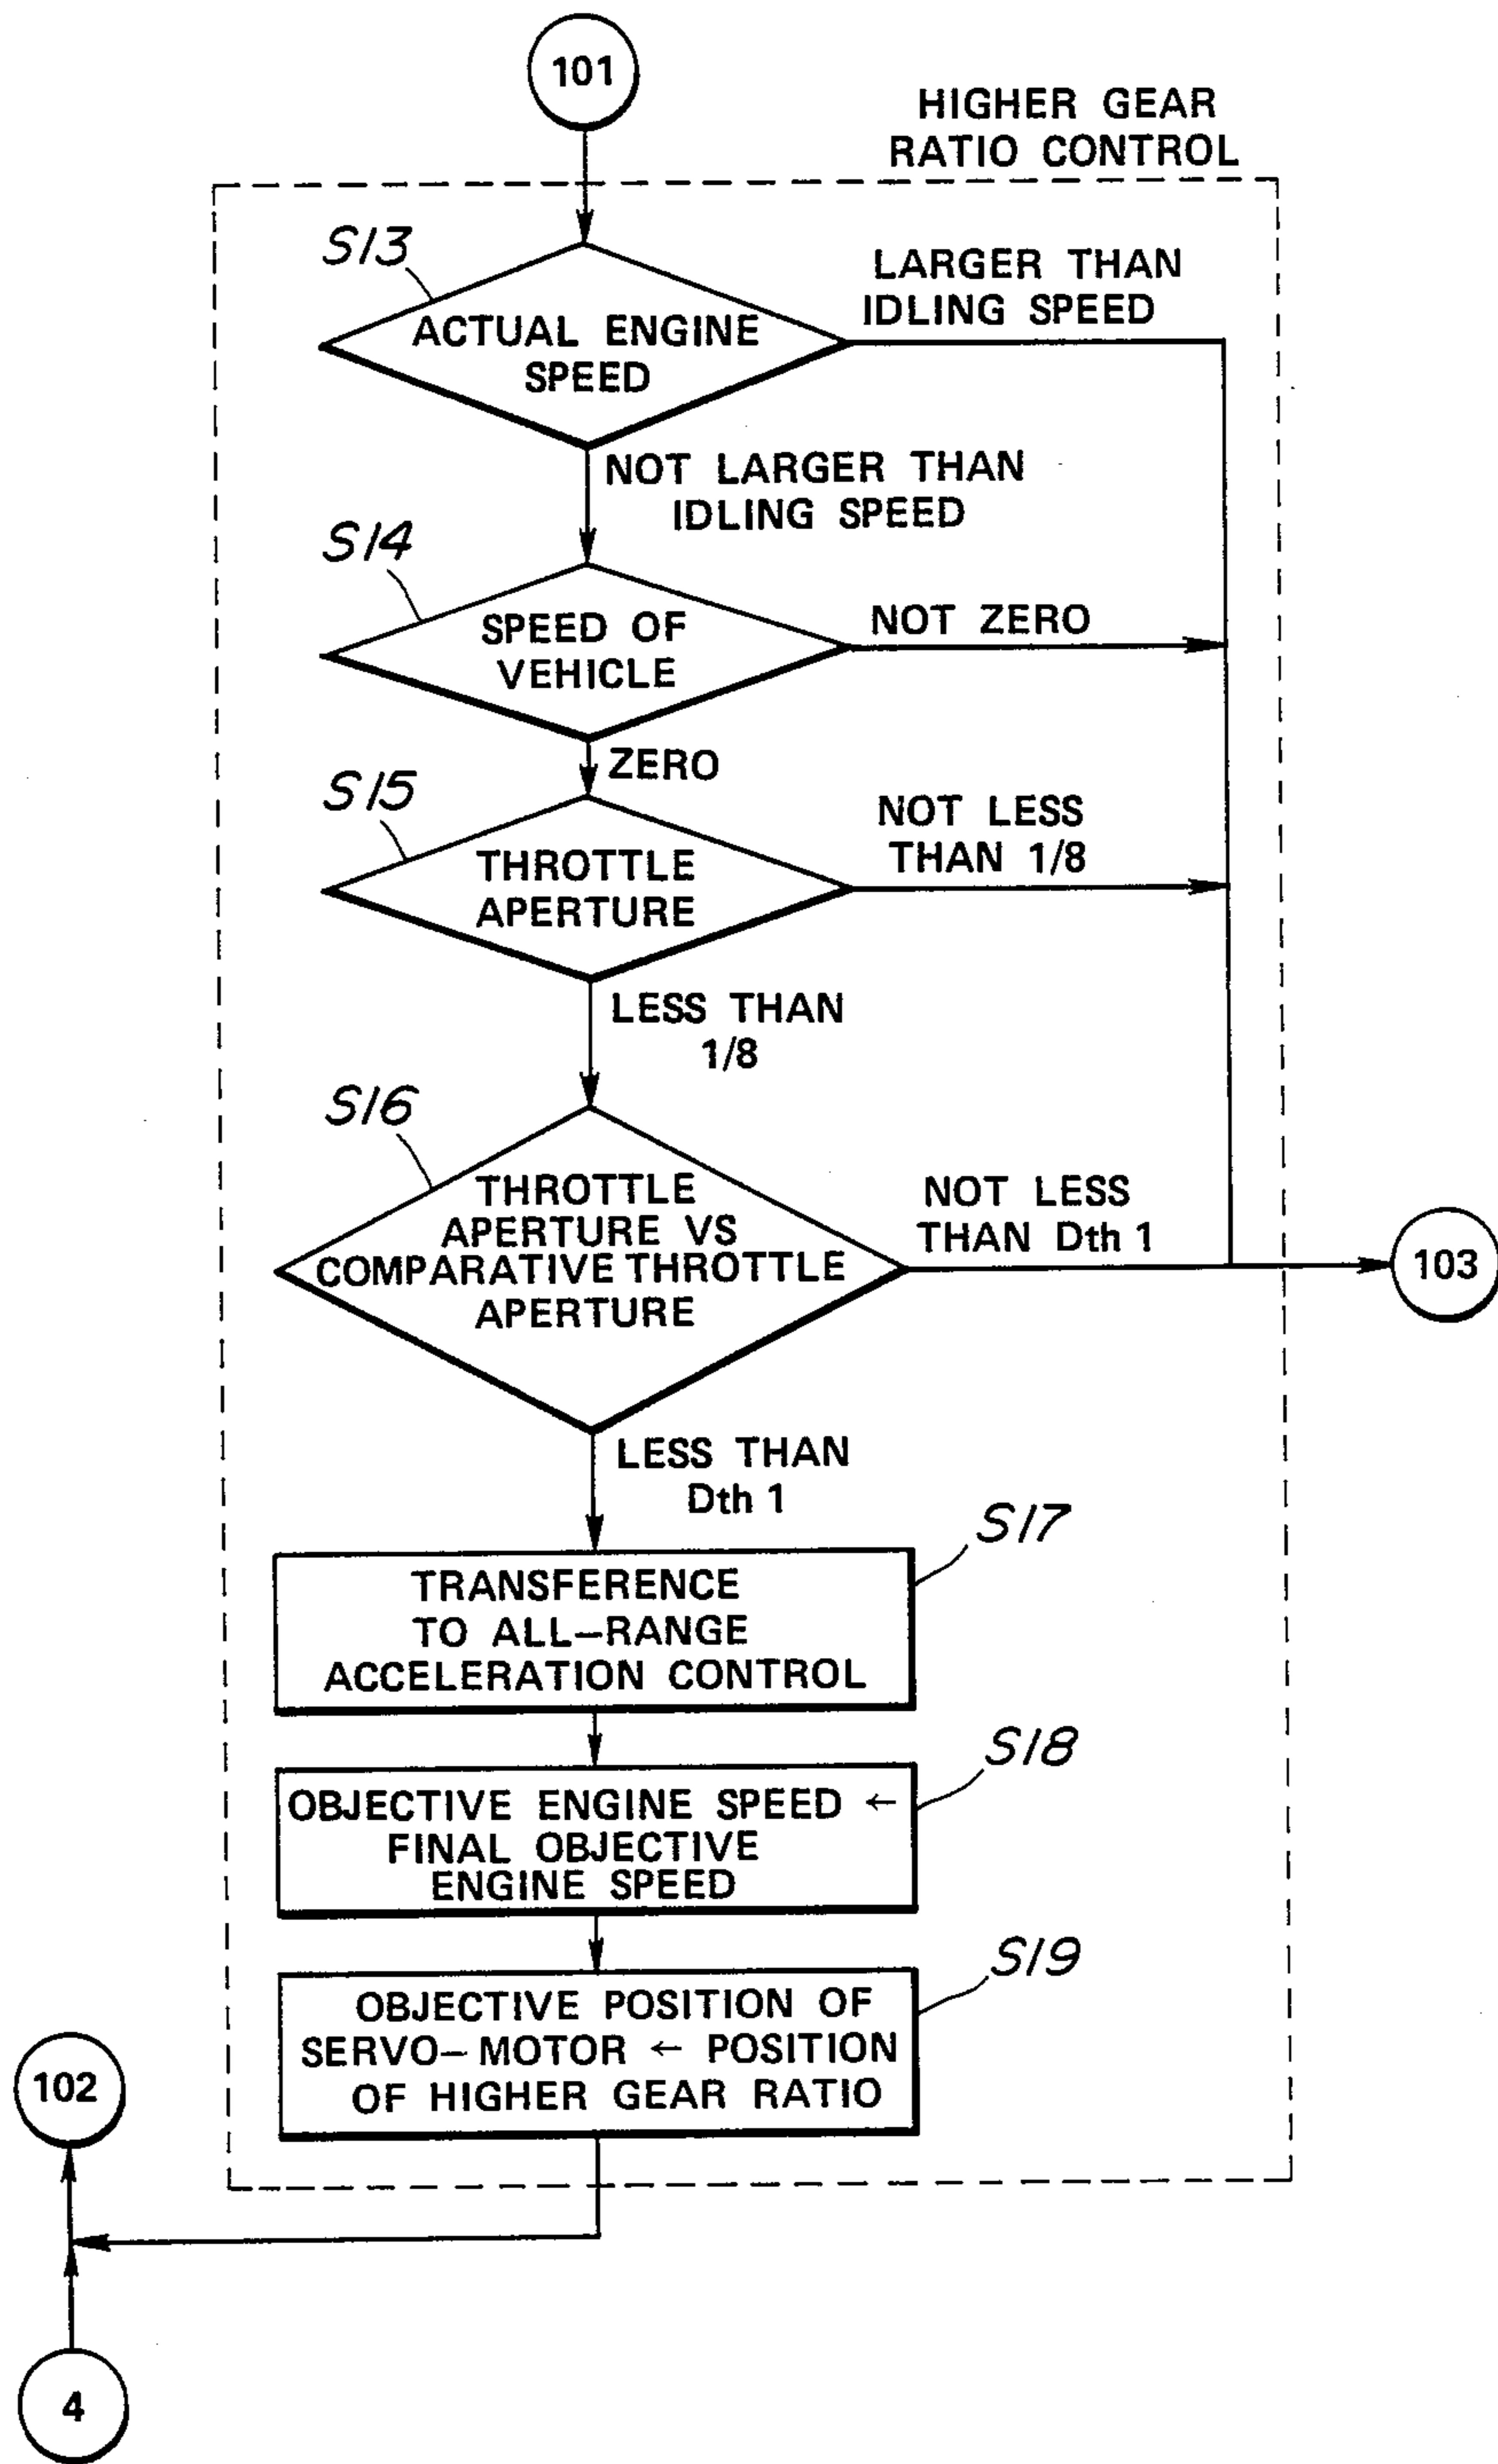 101
HIGHER GEAR
RATIO CONTROL
S13
ACTUAL ENGINE
SPEED
LARGER THAN
IDLING SPEED
NOT LARGER THAN
IDLING SPEED
S14
SPEED OF
VEHICLE
NOT ZERO
ZERO
S15
THROTTLE
APERTURE
NOT LESS
THAN 1/8
LESS THAN
1/8
S16
THROTTLE
APERTURE VS
COMPARATIVE THROTTLE
APERTURE
NOT LESS
THAN Dth 1
103
LESS THAN
Dth 1
S17
TRANSFERENCE
TO ALL-RANGE
ACCELERATION CONTROL
S18
OBJECTIVE ENGINE SPEED ←
FINAL OBJECTIVE
ENGINE SPEED
S19
OBJECTIVE POSITION OF
SERVO-MOTOR ← POSITION
OF HIGHER GEAR RATIO
102
4